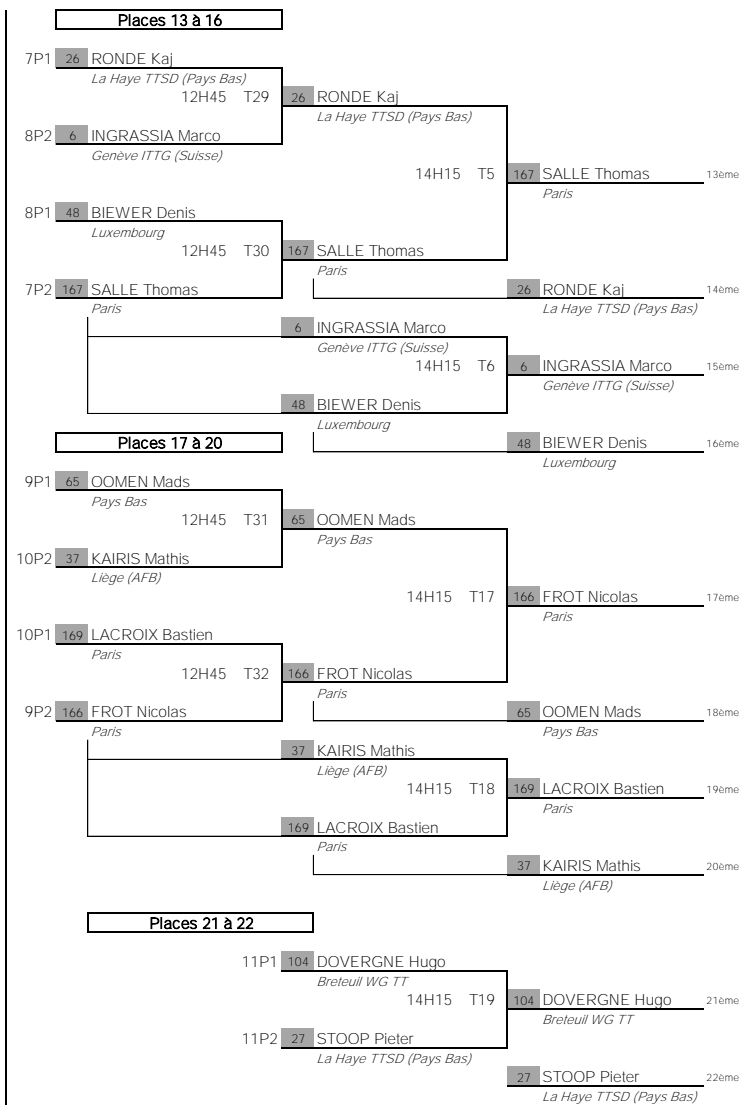 Places 13 à 16
7P1 26 RONDE Kaj
La Haye TTSD (Pays Bas)
12H45 T29 26 RONDE Kaj
La Haye TTSD (Pays Bas)
8P2 6 INGRASSIA Marco
Genève ITTG (Suisse)
14H15 T5 167 SALLE Thomas 13ème
Paris
8P1 48 BIEWER Denis
Luxembourg
12H45 T30 167 SALLE Thomas
Paris
7P2 167 SALLE Thomas 26 RONDE Kaj 14ème
Paris La Haye TTSD (Pays Bas)
6 INGRASSIA Marco
Genève ITTG (Suisse)
14H15 T6 6 INGRASSIA Marco 15ème
Genève ITTG (Suisse)
48 BIEWER Denis
Luxembourg
Places 17 à 20 48 BIEWER Denis 16ème
Luxembourg
9P1 65 OOMEN Mads
Pays Bas
12H45 T31 65 OOMEN Mads
Pays Bas
10P2 37 KAIRIS Mathis
Liège (AFB)
14H15 T17 166 FROT Nicolas 17ème
Paris
10P1 169 LACROIX Bastien
Paris
12H45 T32 166 FROT Nicolas
Paris
9P2 166 FROT Nicolas 65 OOMEN Mads 18ème
Paris Pays Bas
37 KAIRIS Mathis
Liège (AFB)
14H15 T18 169 LACROIX Bastien 19ème
Paris
169 LACROIX Bastien
Paris
37 KAIRIS Mathis 20ème
Liège (AFB)
Places 21 à 22
11P1 104 DOVERGNE Hugo
Breteuil WG TT
14H15 T19 104 DOVERGNE Hugo 21ème
Breteuil WG TT
11P2 27 STOOP Pieter
La Haye TTSD (Pays Bas)
27 STOOP Pieter 22ème
La Haye TTSD (Pays Bas)